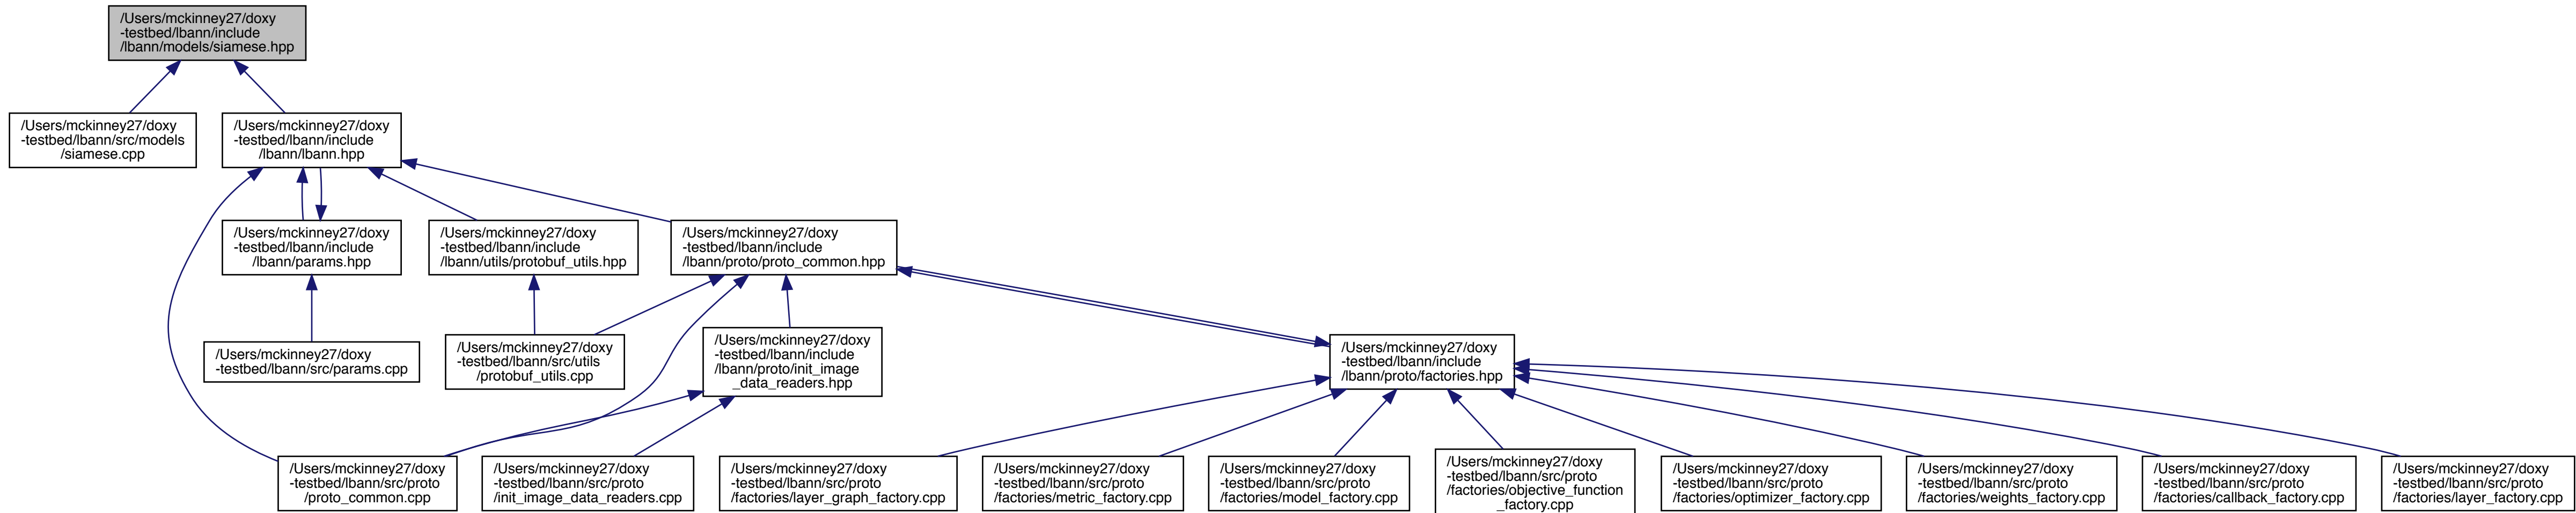 /Users/mckinney27/doxy
-testbed/lbann/include
/lbann/models/siamese.hpp
/Users/mckinney27/doxy
-testbed/lbann/src/models
/siamese.cpp
/Users/mckinney27/doxy
-testbed/lbann/include
/lbann/lbann.hpp
/Users/mckinney27/doxy
-testbed/lbann/include
/lbann/params.hpp
/Users/mckinney27/doxy
-testbed/lbann/include
/lbann/utils/protobuf_utils.hpp
/Users/mckinney27/doxy
-testbed/lbann/include
/lbann/proto/proto_common.hpp
/Users/mckinney27/doxy
-testbed/lbann/src/params.cpp
/Users/mckinney27/doxy
-testbed/lbann/src/utils
/protobuf_utils.cpp
/Users/mckinney27/doxy
-testbed/lbann/include
/lbann/proto/init_image
_data_readers.hpp
/Users/mckinney27/doxy
-testbed/lbann/include
/lbann/proto/factories.hpp
/Users/mckinney27/doxy
-testbed/lbann/src/proto
/proto_common.cpp
/Users/mckinney27/doxy
-testbed/lbann/src/proto
/init_image_data_readers.cpp
/Users/mckinney27/doxy
-testbed/lbann/src/proto
/factories/layer_graph_factory.cpp
/Users/mckinney27/doxy
-testbed/lbann/src/proto
/factories/metric_factory.cpp
/Users/mckinney27/doxy
-testbed/lbann/src/proto
/factories/model_factory.cpp
/Users/mckinney27/doxy
-testbed/lbann/src/proto
/factories/objective_function
_factory.cpp
/Users/mckinney27/doxy
-testbed/lbann/src/proto
/factories/optimizer_factory.cpp
/Users/mckinney27/doxy
-testbed/lbann/src/proto
/factories/weights_factory.cpp
/Users/mckinney27/doxy
-testbed/lbann/src/proto
/factories/callback_factory.cpp
/Users/mckinney27/doxy
-testbed/lbann/src/proto
/factories/layer_factory.cpp